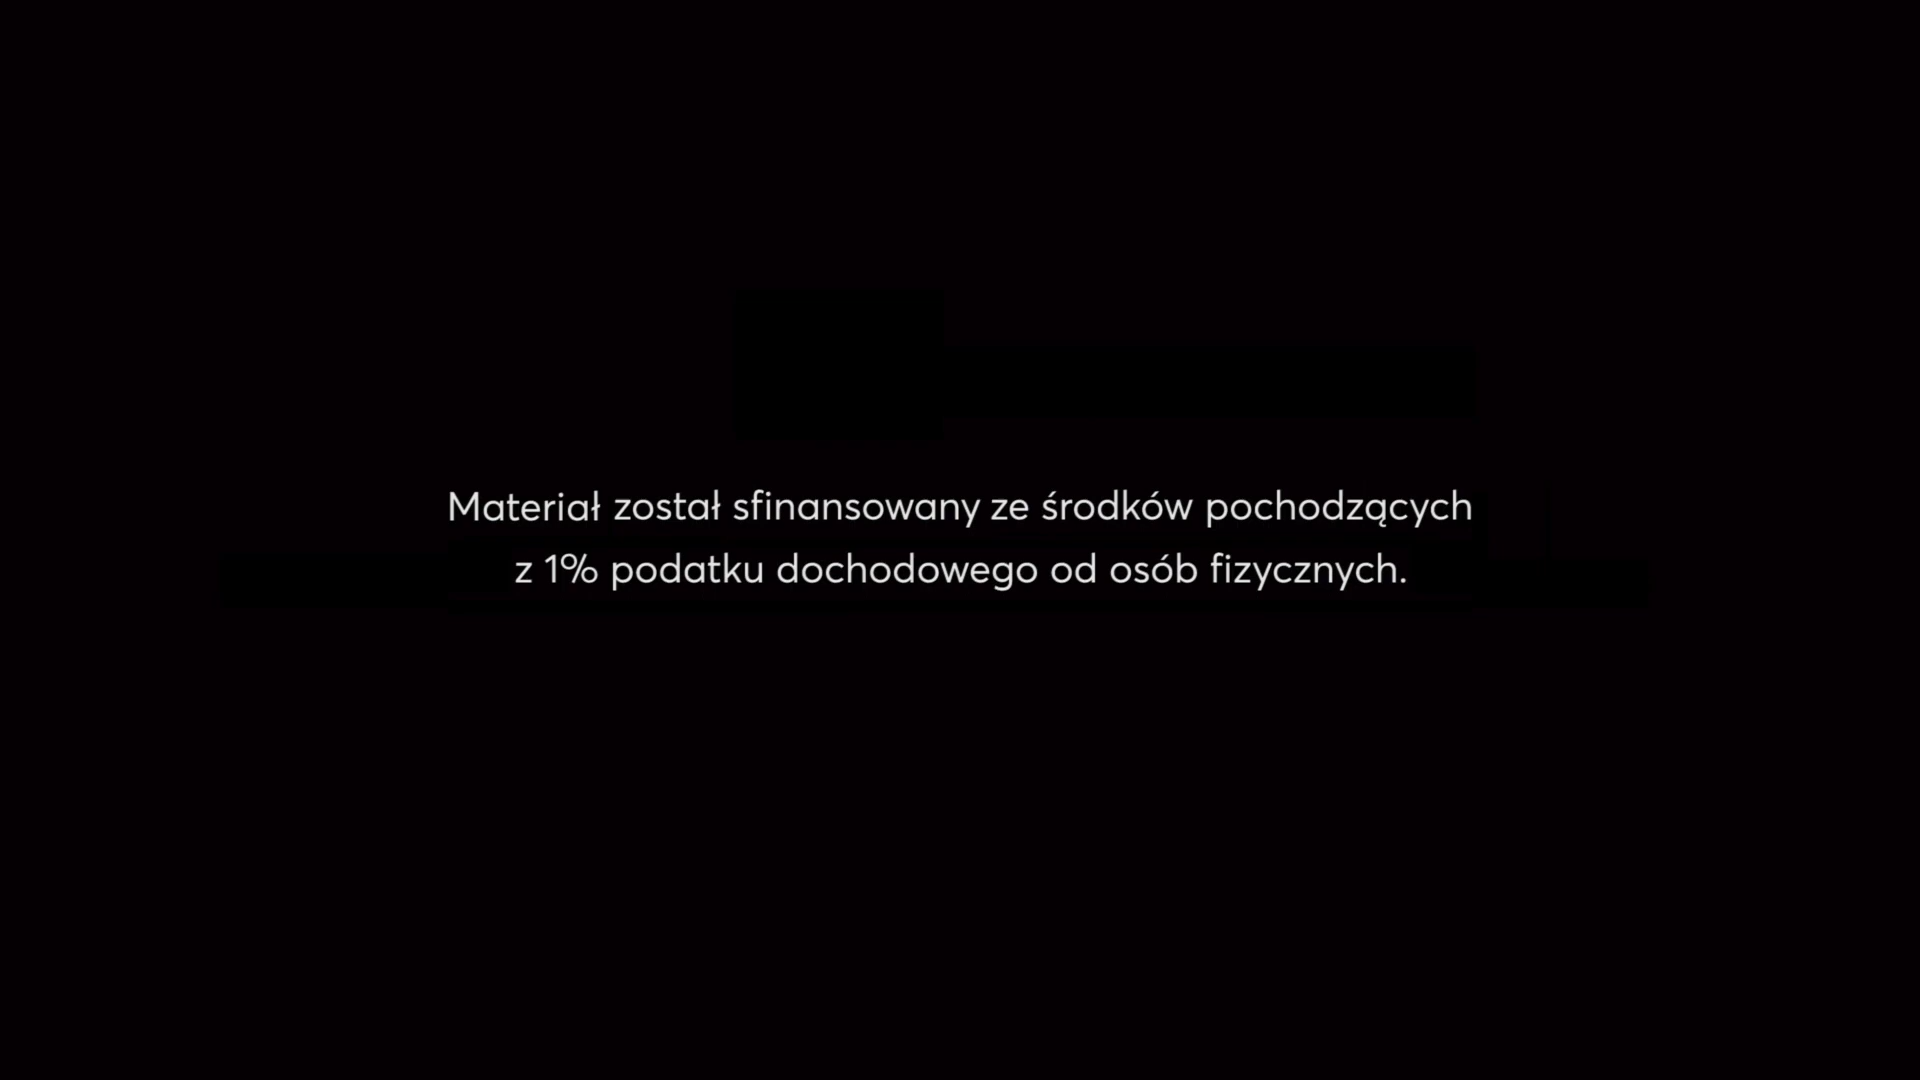 Materiał został sfinansowany ze środków pochodzących
z 1% podatku dochodowego od osób fizycznych.